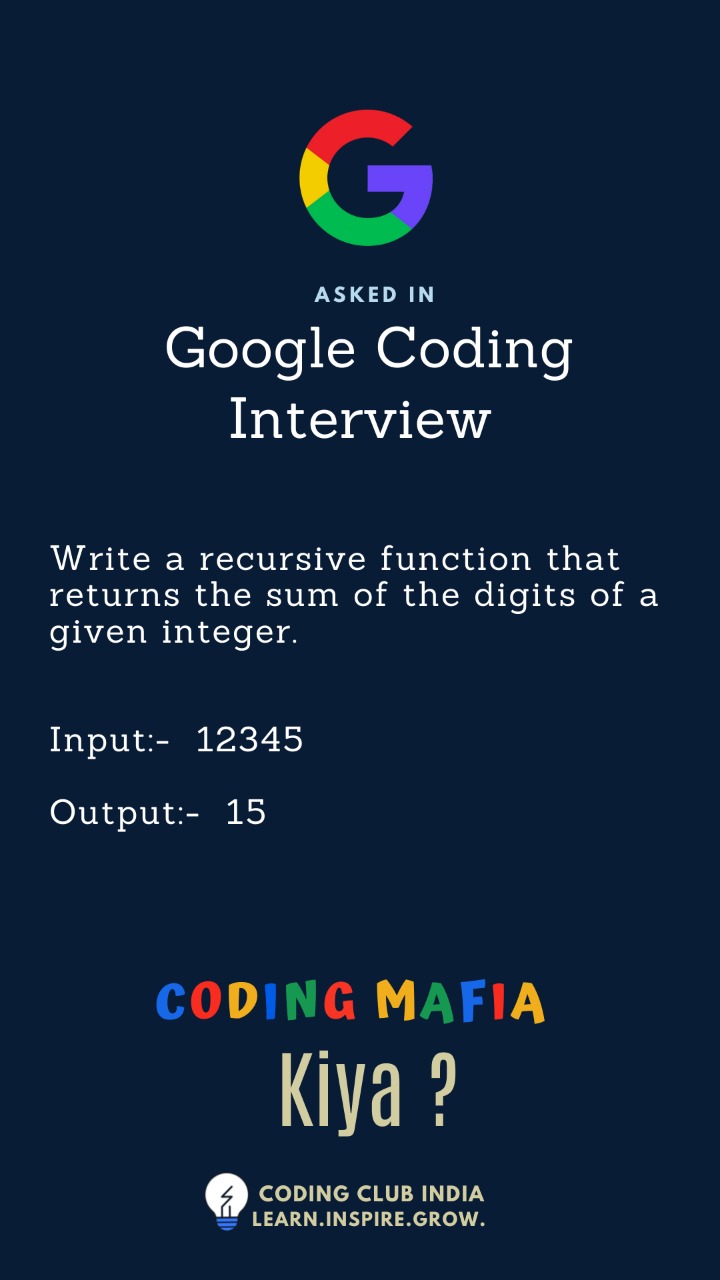 ASKED IN
Google Coding
Interview
Write a recursive function that
returns the sum of the digits of a
given integer.
Input:- 12345
Output:- 15
CODING MAFIA
Kiya ?
CODING CLUB INDIA
LEARN.INSPIRE.GROW.